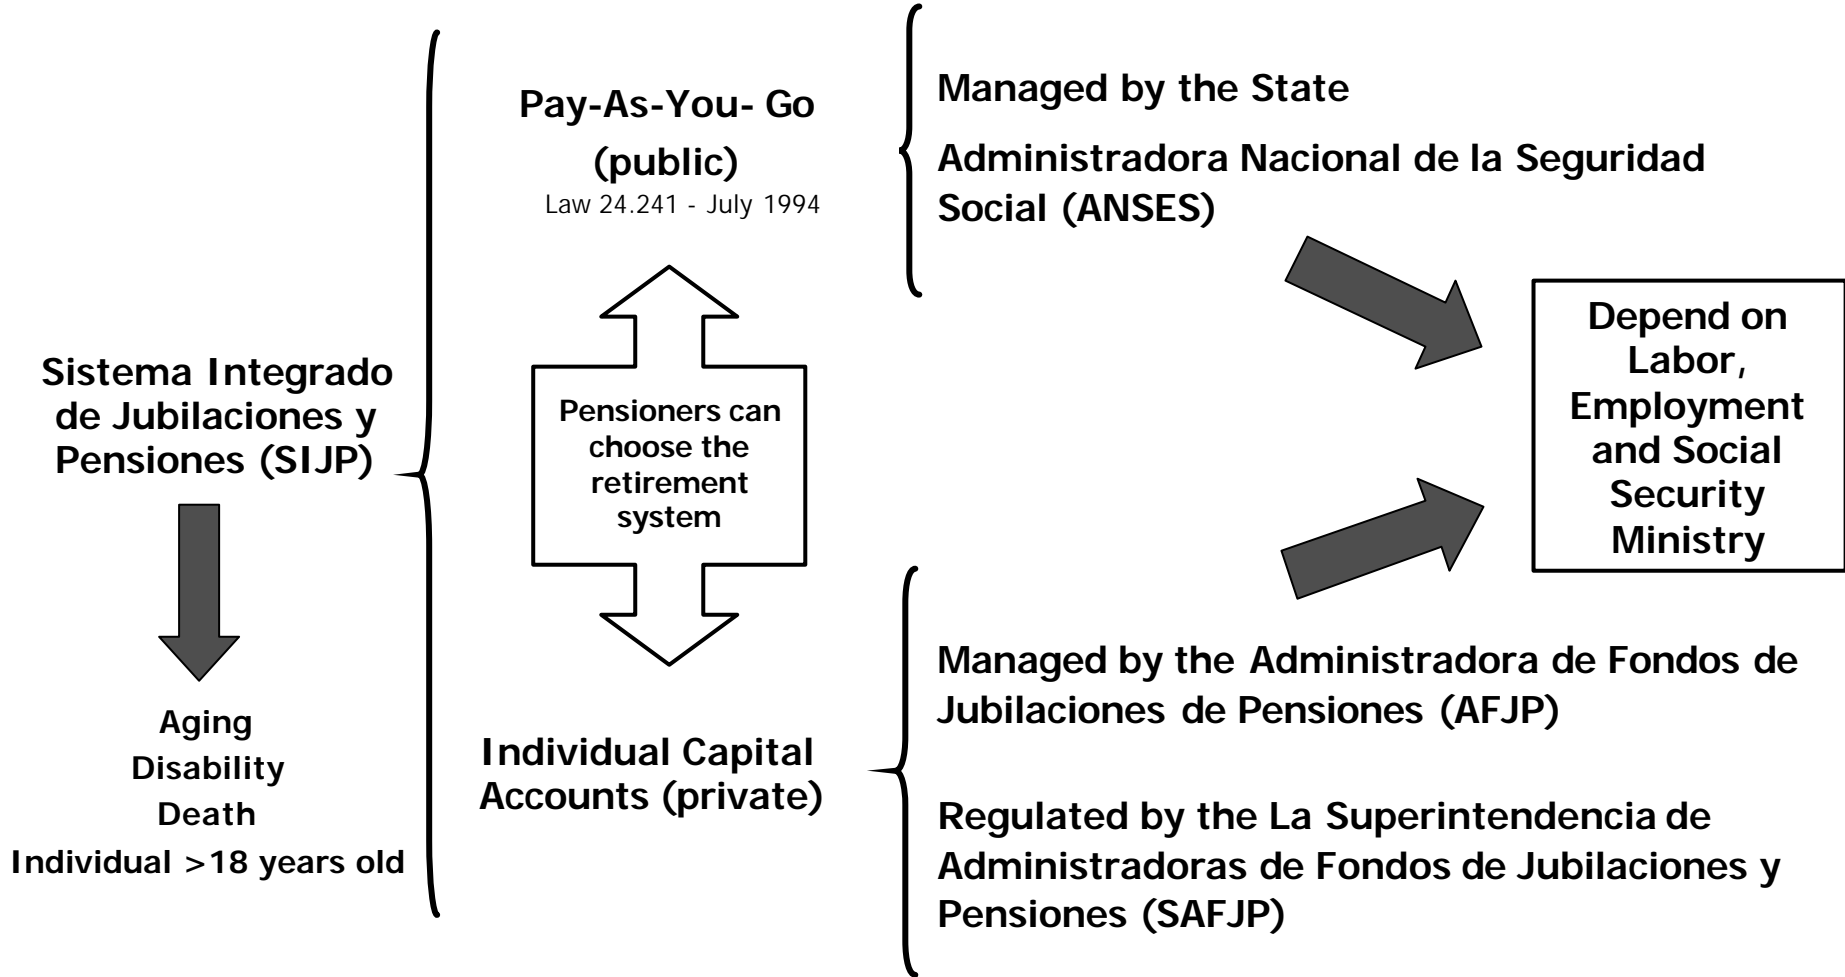 Sistema Integrado
de Jubilaciones y
Pensiones (SIJP)
Aging
Disability
Death
Individual >18 years old
Pay-As-You- Go
(public)
Law 24.241 - July 1994
Pensioners can
choose the
retirement
system
Individual Capital
Accounts (private)
Managed by the State
Administradora Nacional de la Seguridad
Social (ANSES)
Managed by the Administradora de Fondos de
Jubilaciones de Pensiones (AFJP)
Regulated by the La Superintendencia de
Administradoras de Fondos de Jubilaciones y
Pensiones (SAFJP)
Depend on
Labor,
Employment
and Social
Security
Ministry